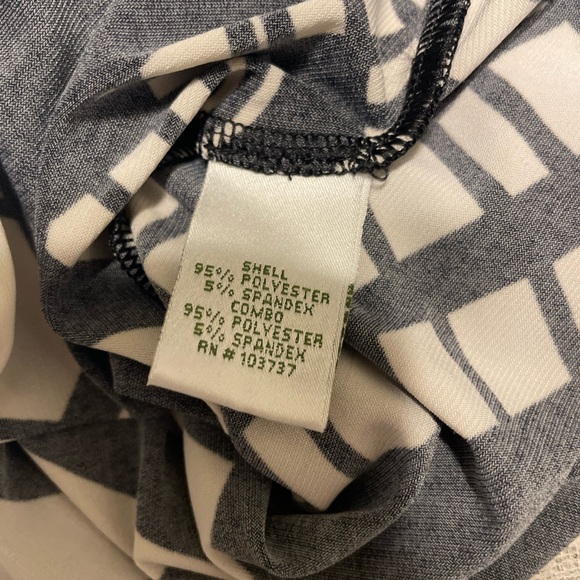 SHELL
95% POLYESTER
5% SPANDEX
COMBO
95% POLYESTER
5% SPANDEX
RN # 103737